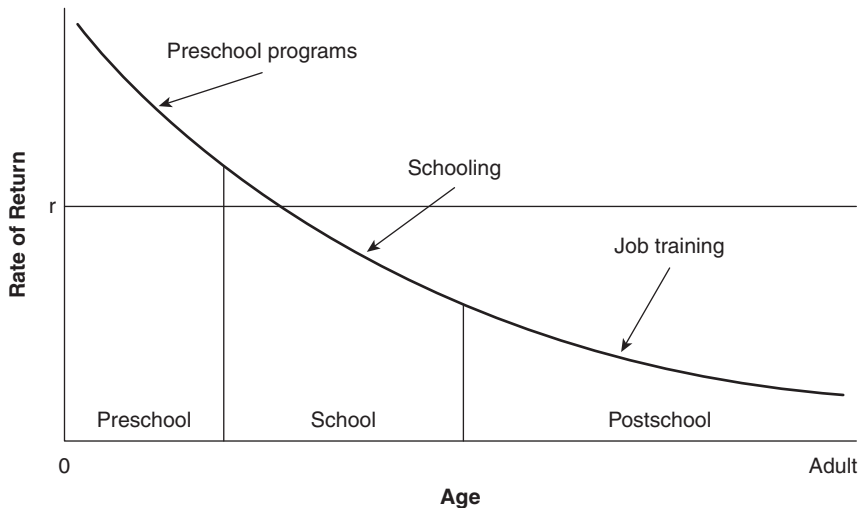 Preschool programs
Schooling
r
Rate of Return
Job training
Preschool
School
Postschool
0
Adult
Age